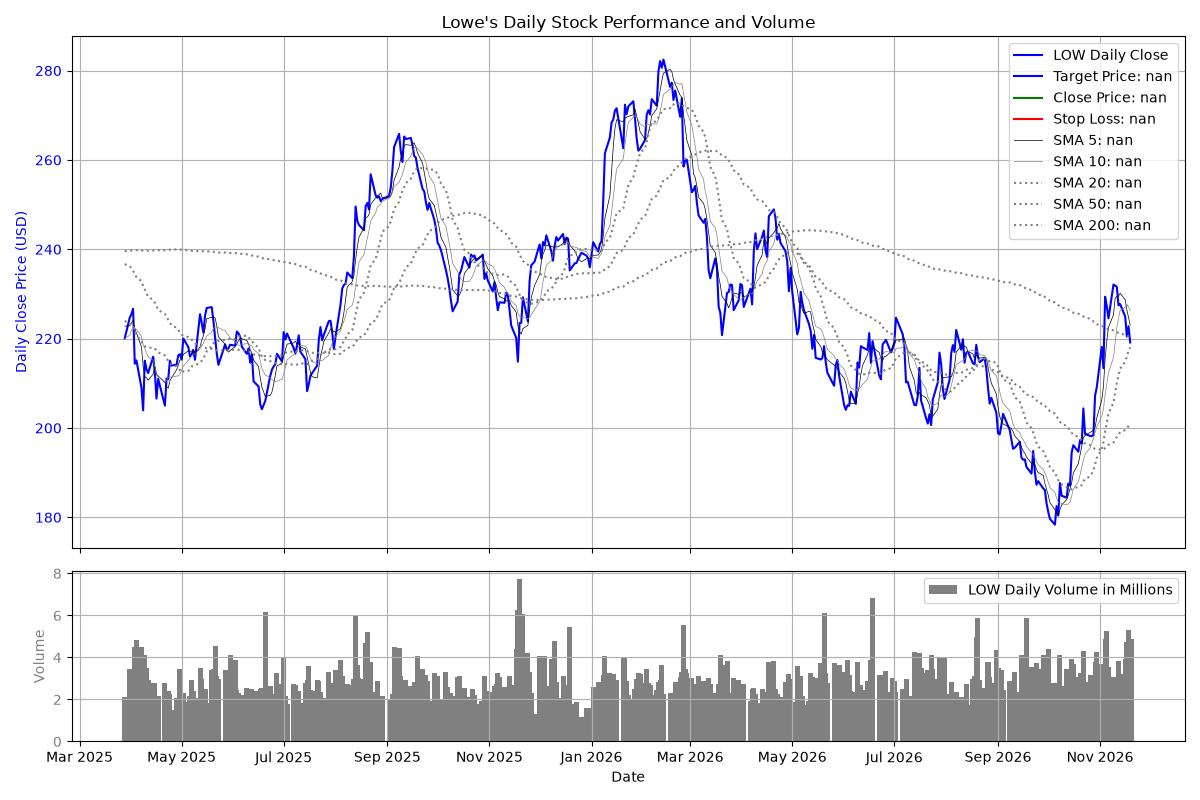 Lowe's Daily Stock Performance and Volume
Daily Close Price (USD)
280
260
240
220
200
180
LOW Daily Close
Target Price: nan
Close Price: nan
Stop Loss: nan
SMA 5: nan
SMA 10: nan
SMA 20: nan
SMA 50: nan
SMA 200: nan
Volume
8
6
4
2
0
LOW Daily Volume in Millions
Mar 2025 May 2025 Jul 2025 Sep 2025 Nov 2025 Jan 2026 Mar 2026 May 2026 Jul 2026 Sep 2026 Nov 2026
Date